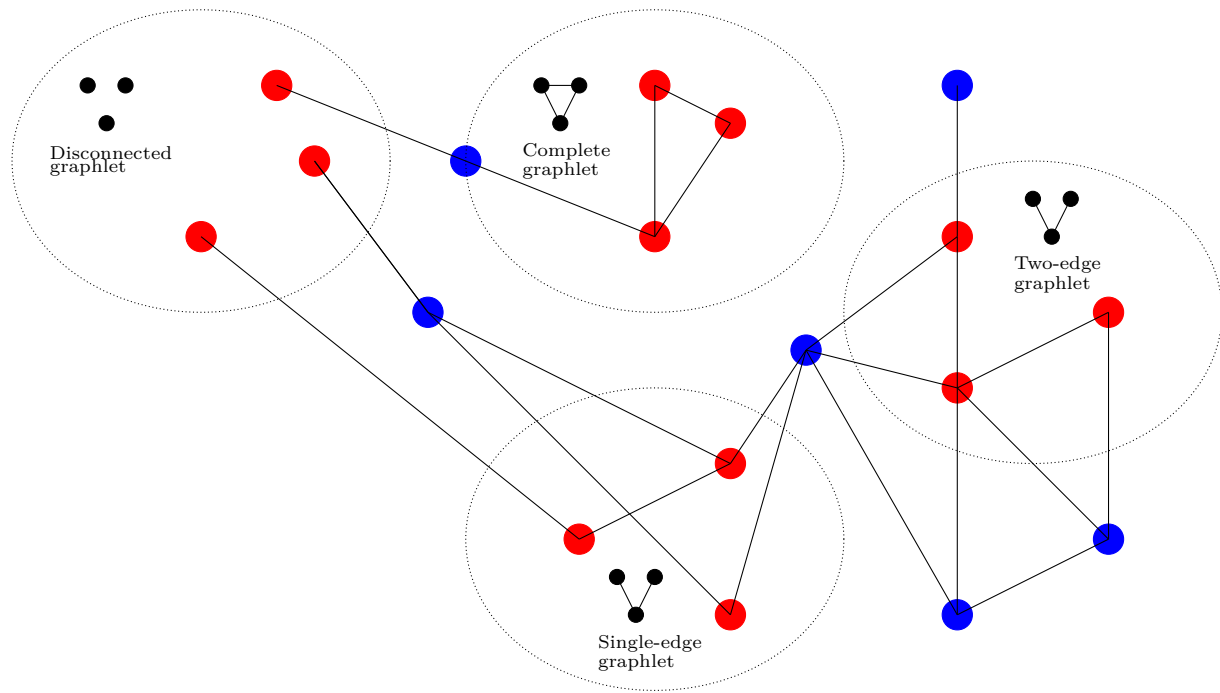 Disconnected
graphlet
Complete
graphlet
Two-edge
graphlet
Single-edge
graphlet